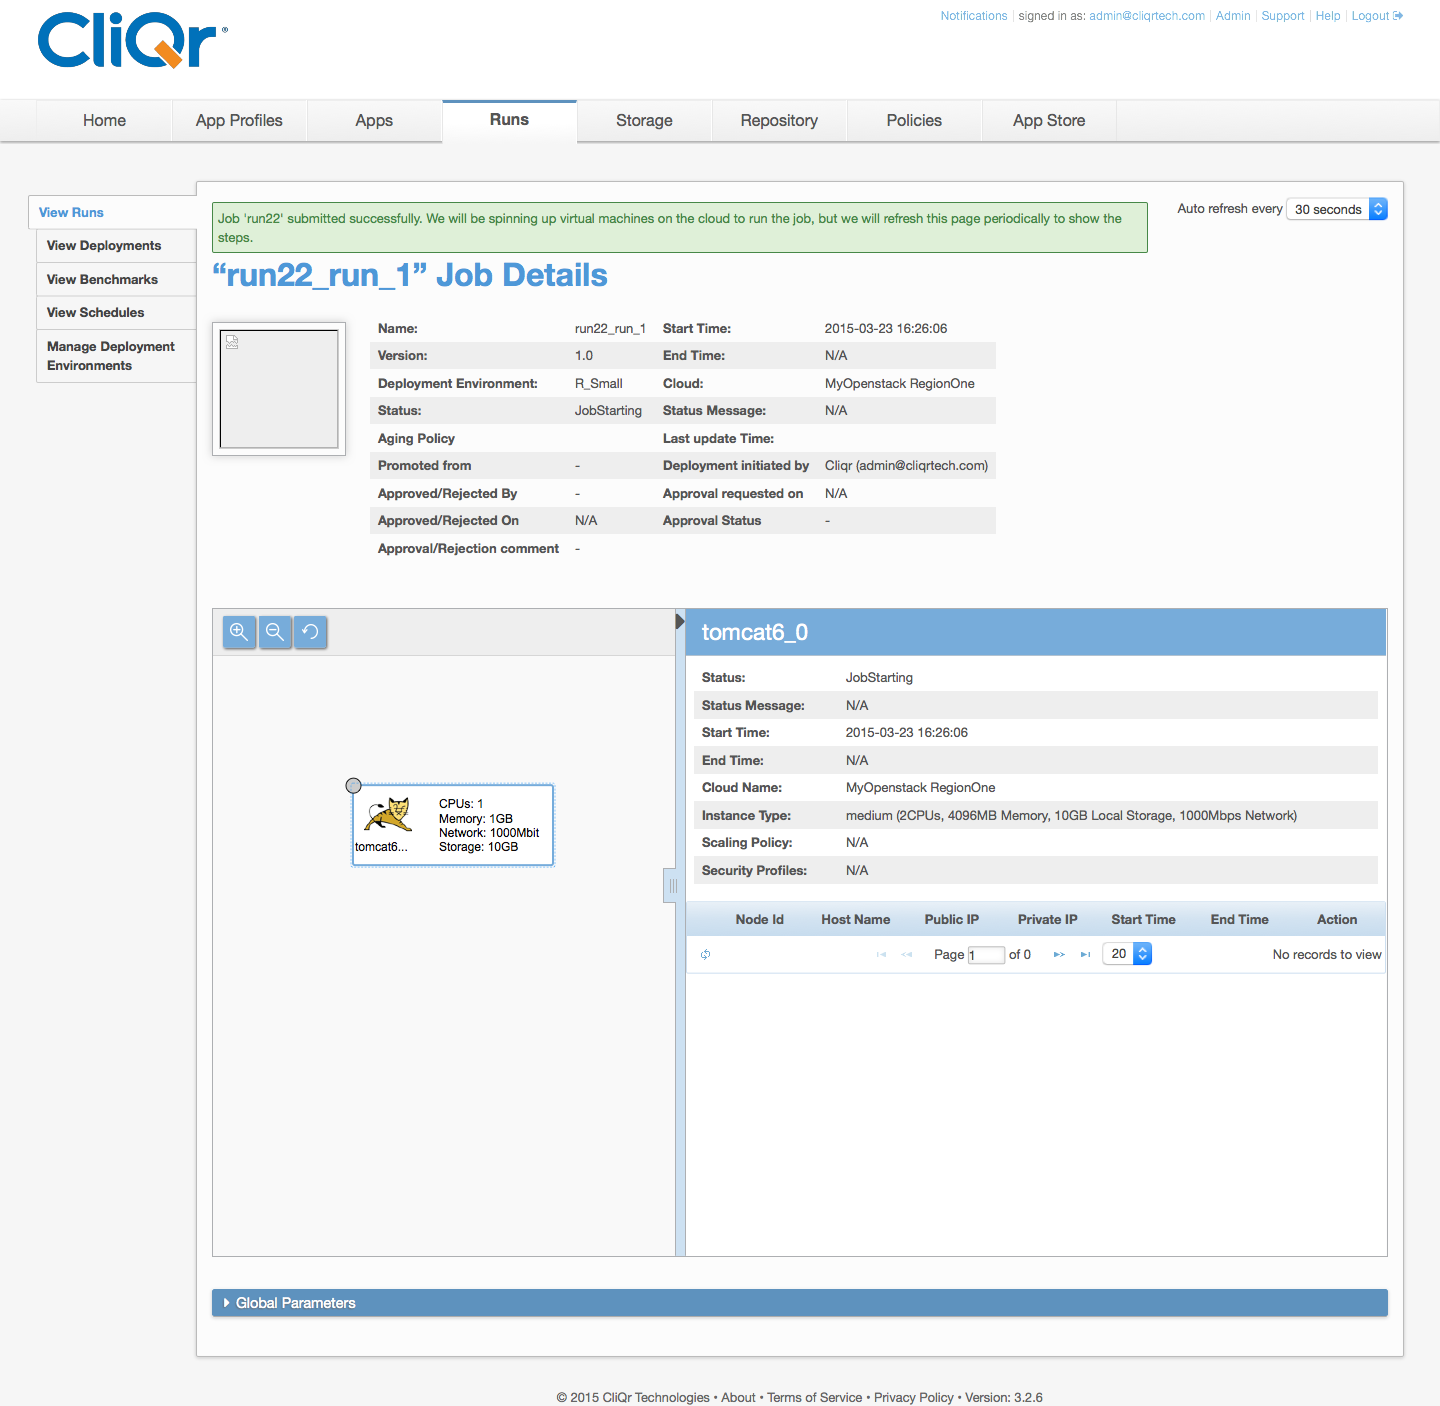 CliQr®
Notifications signed in as: admin@cliqrtech.com Admin Support Help Logout
Home App Profiles Apps Runs Storage Repository Policies App Store
View Runs
View Deployments
View Benchmarks
View Schedules
Manage Deployment
Environments
Job 'run22' submitted successfully. We will be spinning up virtual machines on the cloud to run the job, but we will refresh this page periodically to show the
steps.
Auto refresh every 30 seconds
“run22_run_1” Job Details
Name: run22_run_1 Start Time: 2015-03-23 16:26:06
Version: 1.0 End Time: N/A
Deployment Environment: R_Small Cloud: MyOpenstack RegionOne
Status: JobStarting Status Message: N/A
Aging Policy Last update Time:
Promoted from - Deployment initiated by Cliqr (admin@cliqrtech.com)
Approved/Rejected By - Approval requested on N/A
Approved/Rejected On N/A Approval Status -
Approval/Rejection comment -
CPUs: 1
Memory: 1GB
Network: 1000Mbit
Storage: 10GB
tomcat6...
tomcat6_0
Status: JobStarting
Status Message: N/A
Start Time: 2015-03-23 16:26:06
End Time: N/A
Cloud Name: MyOpenstack RegionOne
Instance Type: medium (2CPUs, 4096MB Memory, 10GB Local Storage, 1000Mbps Network)
Scaling Policy: N/A
Security Profiles: N/A
Node Id Host Name Public IP Private IP Start Time End Time Action
Page 1 of 0 20 No records to view
Global Parameters
© 2015 CliQr Technologies • About • Terms of Service • Privacy Policy • Version: 3.2.6